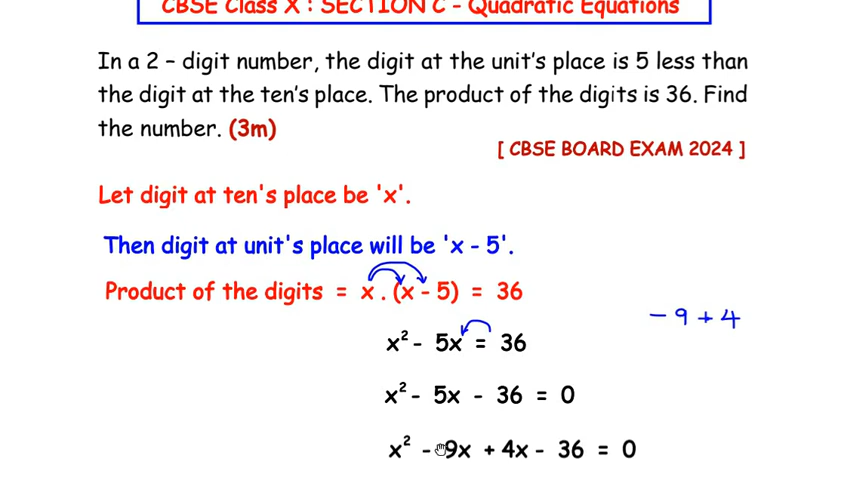 CBSE Class X : SECTION C - Quadratic Equations
In a 2 – digit number, the digit at the unit's place is 5 less than
the digit at the ten's place. The product of the digits is 36. Find
the number. (3m)
[ CBSE BOARD EXAM 2024 ]
Let digit at ten's place be 'x'.
Then digit at unit's place will be 'x - 5'.
Product of the digits = x . (x - 5) = 36
- 9 + 4
x² - 5x = 36
x² - 5x - 36 = 0
x² - 9x + 4x - 36 = 0